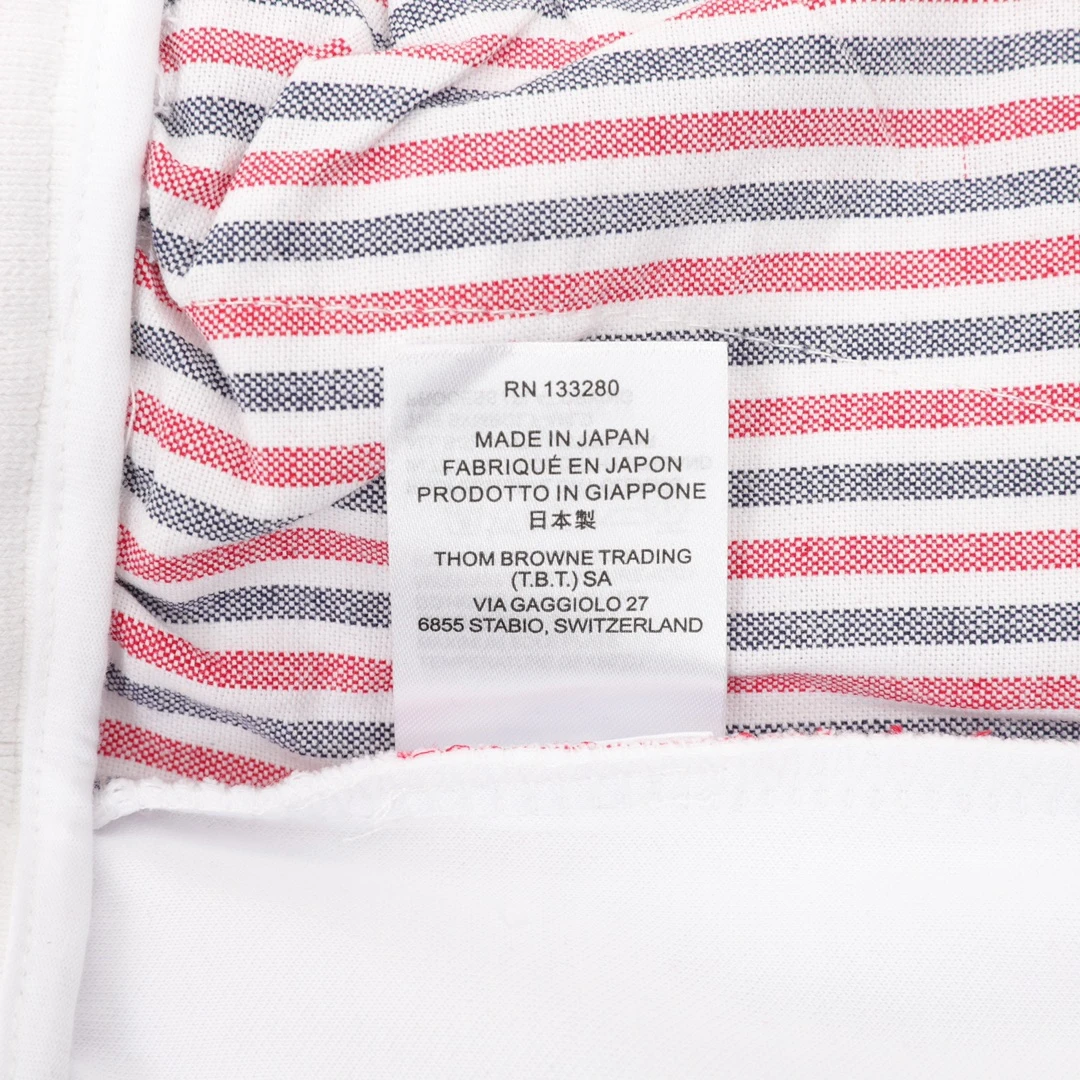 RN 133280
MADE IN JAPAN
FABRIQUÉ EN JAPON
PRODOTTO IN GIAPPONE
日本製
THOM BROWNE TRADING
(T.B.T.) SA
VIA GAGGIOLO 27
6855 STABIO, SWITZERLAND